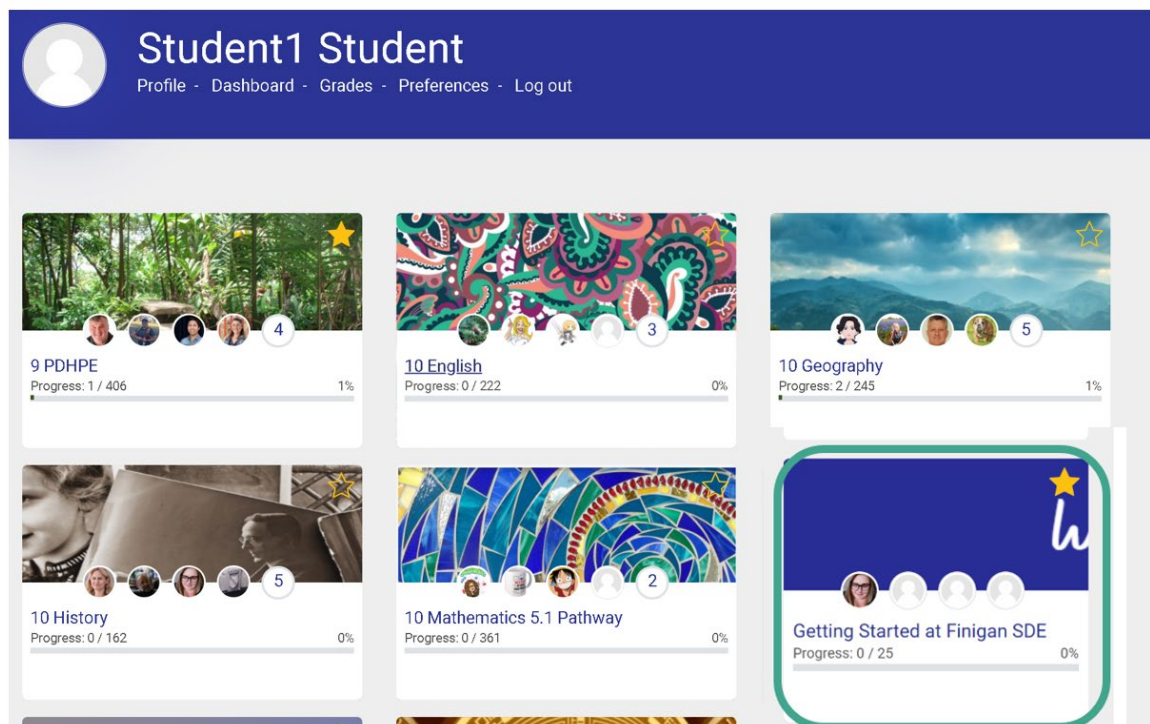 Student1 Student
Profile - Dashboard - Grades - Preferences - Log out
4
9 PDHPE
Progress: 1 / 406 1%
3
10 English
Progress: 0 / 222 0%
5
10 Geography
Progress: 2 / 245 1%
5
10 History
Progress: 0 / 162 0%
2
10 Mathematics 5.1 Pathway
Progress: 0 / 361 0%
Getting Started at Finigan SDE
Progress: 0 / 25 0%